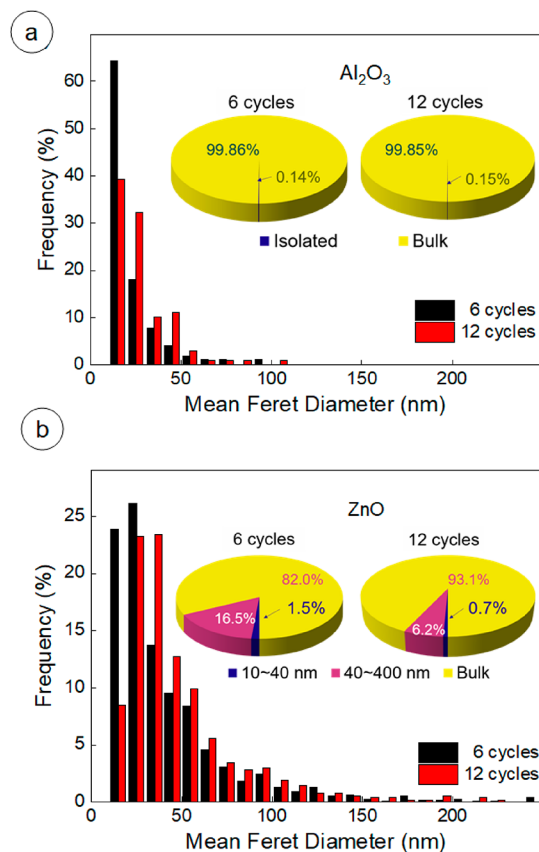 a
Al₂O₃
6 cycles
12 cycles
99.86%
0.14%
99.85%
0.15%
Isolated
Bulk
6 cycles
12 cycles
60
50
40
30
20
10
0
Frequency (%)
0
50
100
150
200
Mean Feret Diameter (nm)
b
ZnO
6 cycles
12 cycles
82.0%
16.5%
1.5%
93.1%
6.2%
0.7%
10~40 nm
40~400 nm
Bulk
6 cycles
12 cycles
25
20
15
10
5
0
Frequency (%)
0
50
100
150
200
Mean Feret Diameter (nm)